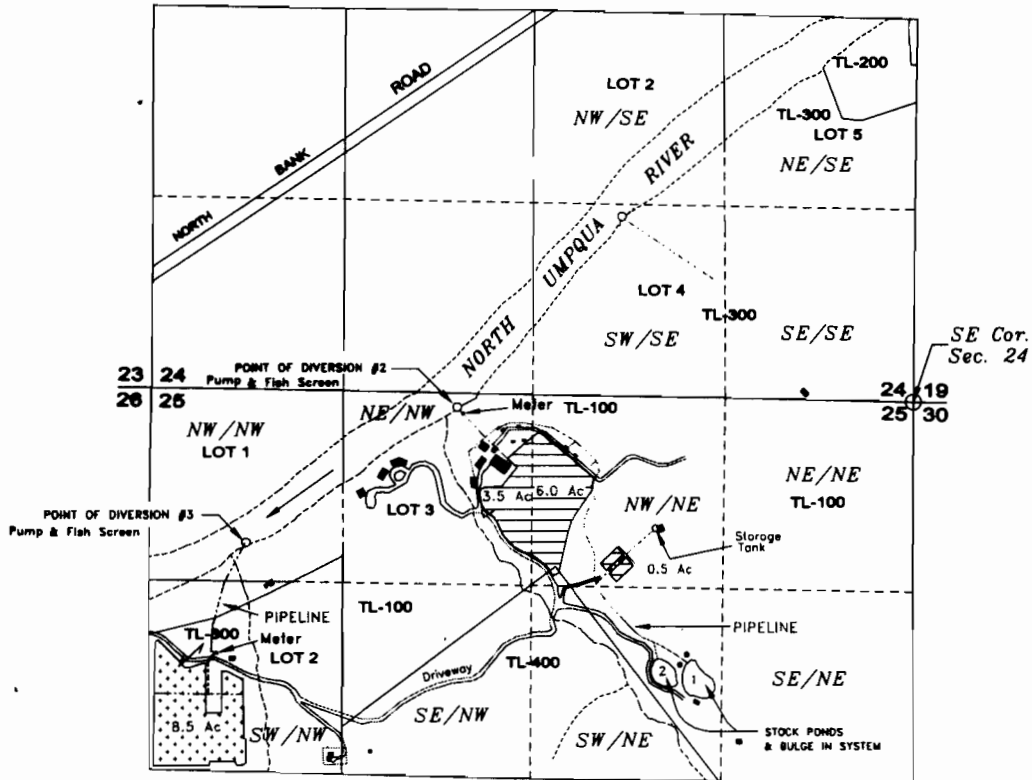 NORTH BANK ROAD
LOT 2
NW/SE
TL-200
TL-300
LOT 5
NE/SE
NORTH UMPQUA RIVER
LOT 4
TL-300
SW/SE
SE/SE
SE Cor.
Sec. 24
23 24
26 25
24 19
25 30
POINT OF DIVERSION #2
Pump & Fish Screen
NE/NW
Meter
TL-100
NW/NW
LOT 1
NE/NE
TL-100
3.5 Ac
6.0 Ac
LOT 3
NW/NE
POINT OF DIVERSION #3
Pump & Fish Screen
Storage
Tank
0.5 Ac
TL-100
PIPELINE
PIPELINE
Meter
LOT 2
TL-400
Driveway
2
1
SE/NE
SE/NW
8.5 Ac
SW/NW
SW/NE
STOCK PONDS
& BULGE IN SYSTEM